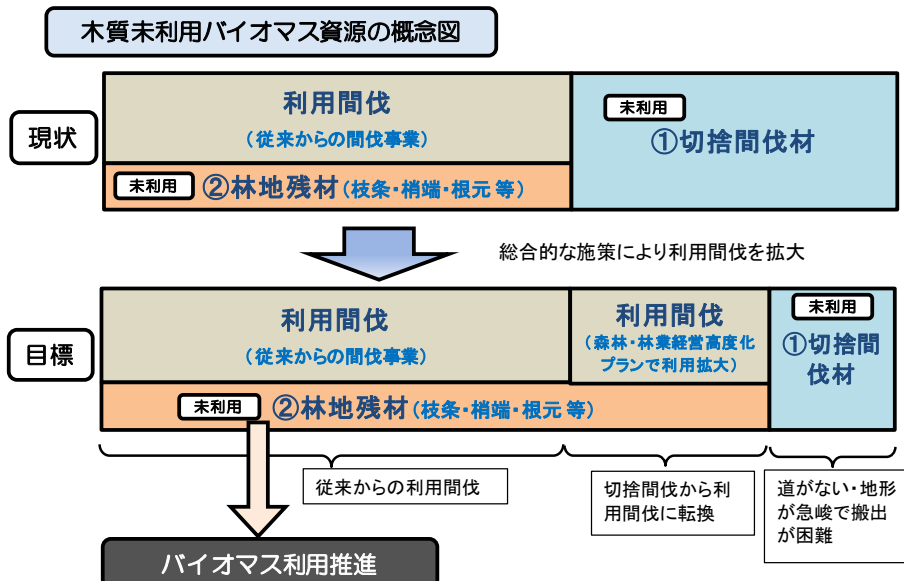 木質未利用バイオマス資源の概念図
現状
利用間伐
(従来からの間伐事業)
未利用
①切捨間伐材
未利用 ②林地残材(枝条・梢端・根元 等)
総合的な施策により利用間伐を拡大
目標
利用間伐
(従来からの間伐事業)
利用間伐
(森林・林業経営高度化
プランで利用拡大)
未利用
①切捨間
伐材
未利用 ②林地残材(枝条・梢端・根元 等)
従来からの利用間伐
切捨間伐から利
用間伐に転換
道がない・地形
が急峻で搬出
が困難
バイオマス利用推進